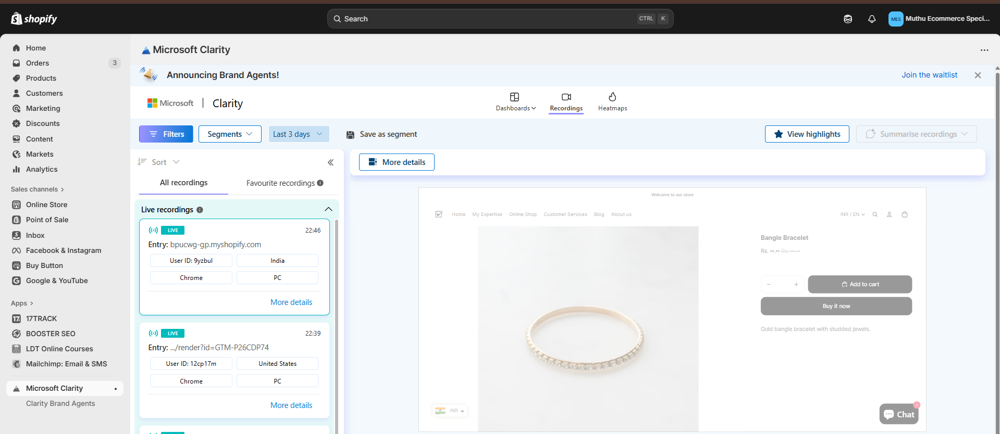 shopify
Search
CTRL K
MES Muthu Ecommerce Speci...
Home
Orders 3
Products
Customers
Marketing
Discounts
Content
Markets
Analytics
Sales channels
Online Store
Point of Sale
Inbox
Facebook & Instagram
Buy Button
Google & YouTube
Apps
17TRACK
BOOSTER SEO
LDT Online Courses
Mailchimp: Email & SMS
Microsoft Clarity
Clarity Brand Agents
Microsoft Clarity
Announcing Brand Agents!
Join the waitlist
Microsoft | Clarity
Dashboards
Recordings
Heatmaps
Filters
Segments
Last 3 days
Save as segment
View highlights
Summarise recordings
Sort
All recordings
Favourite recordings
Live recordings
LIVE 22:46
Entry: bpucwg-gp.myshopify.com
User ID: 9yzbul India
Chrome PC
More details
LIVE 22:39
Entry: .../render?id=GTM-P26CDP74
User ID: 12cp17m United States
Chrome PC
More details
More details
Welcome to our store
Home My Expertise Online Shop Customer Services Blog About us
INR / EN
Bangle Bracelet
Rs. --.-- Rs. --.--
− +
Add to cart
Buy it now
Gold bangle bracelet with studded jewels.
INR
Chat